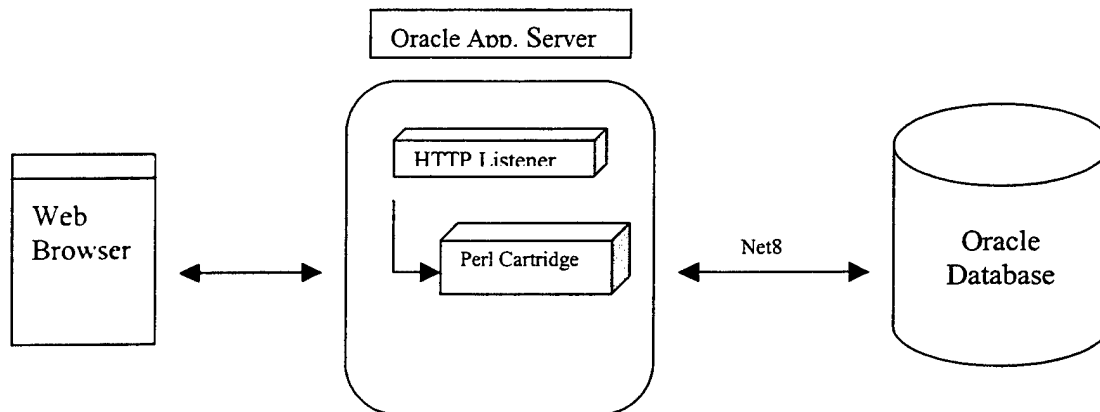 Oracle App. Server
HTTP Listener
Web
Browser
Perl Cartridge
Net8
Oracle
Database